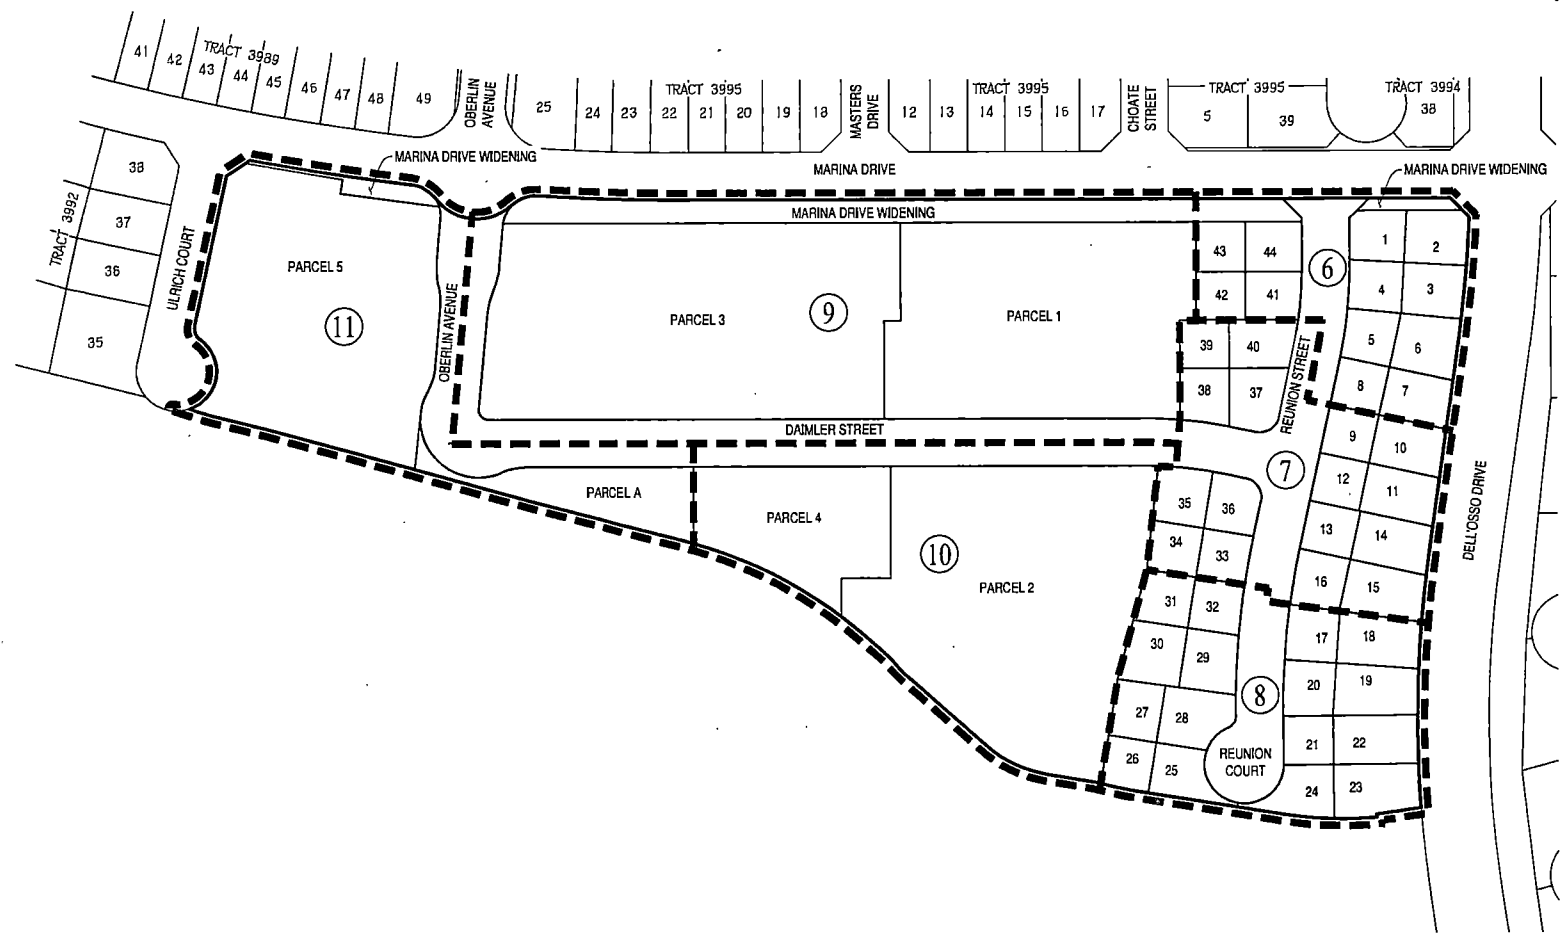 41
42
TRACT 3989
43
44
45
46
47
48
49
OBERLIN
AVENUE
25
24
23
TRACT 3995
22
21
20
19
18
MASTERS
DRIVE
12
13
TRACT 3995
14
15
16
17
CHOATE
STREET
TRACT 3995
5
39
TRACT 3994
38
MARINA DRIVE WIDENING
MARINA DRIVE
MARINA DRIVE WIDENING
MARINA DRIVE WIDENING
38
37
36
35
TRACT 3992
ULRICH COURT
PARCEL 5
11
OBERLIN AVENUE
PARCEL 3
9
PARCEL 1
DAIMLER STREET
PARCEL A
PARCEL 4
10
PARCEL 2
43
44
42
41
6
1
2
4
3
39
40
38
37
REUNION STREET
5
6
8
7
9
10
7
12
11
35
36
34
33
13
14
16
15
DELL'OSSO DRIVE
31
32
30
29
17
18
20
19
8
27
28
26
25
REUNION
COURT
21
22
24
23